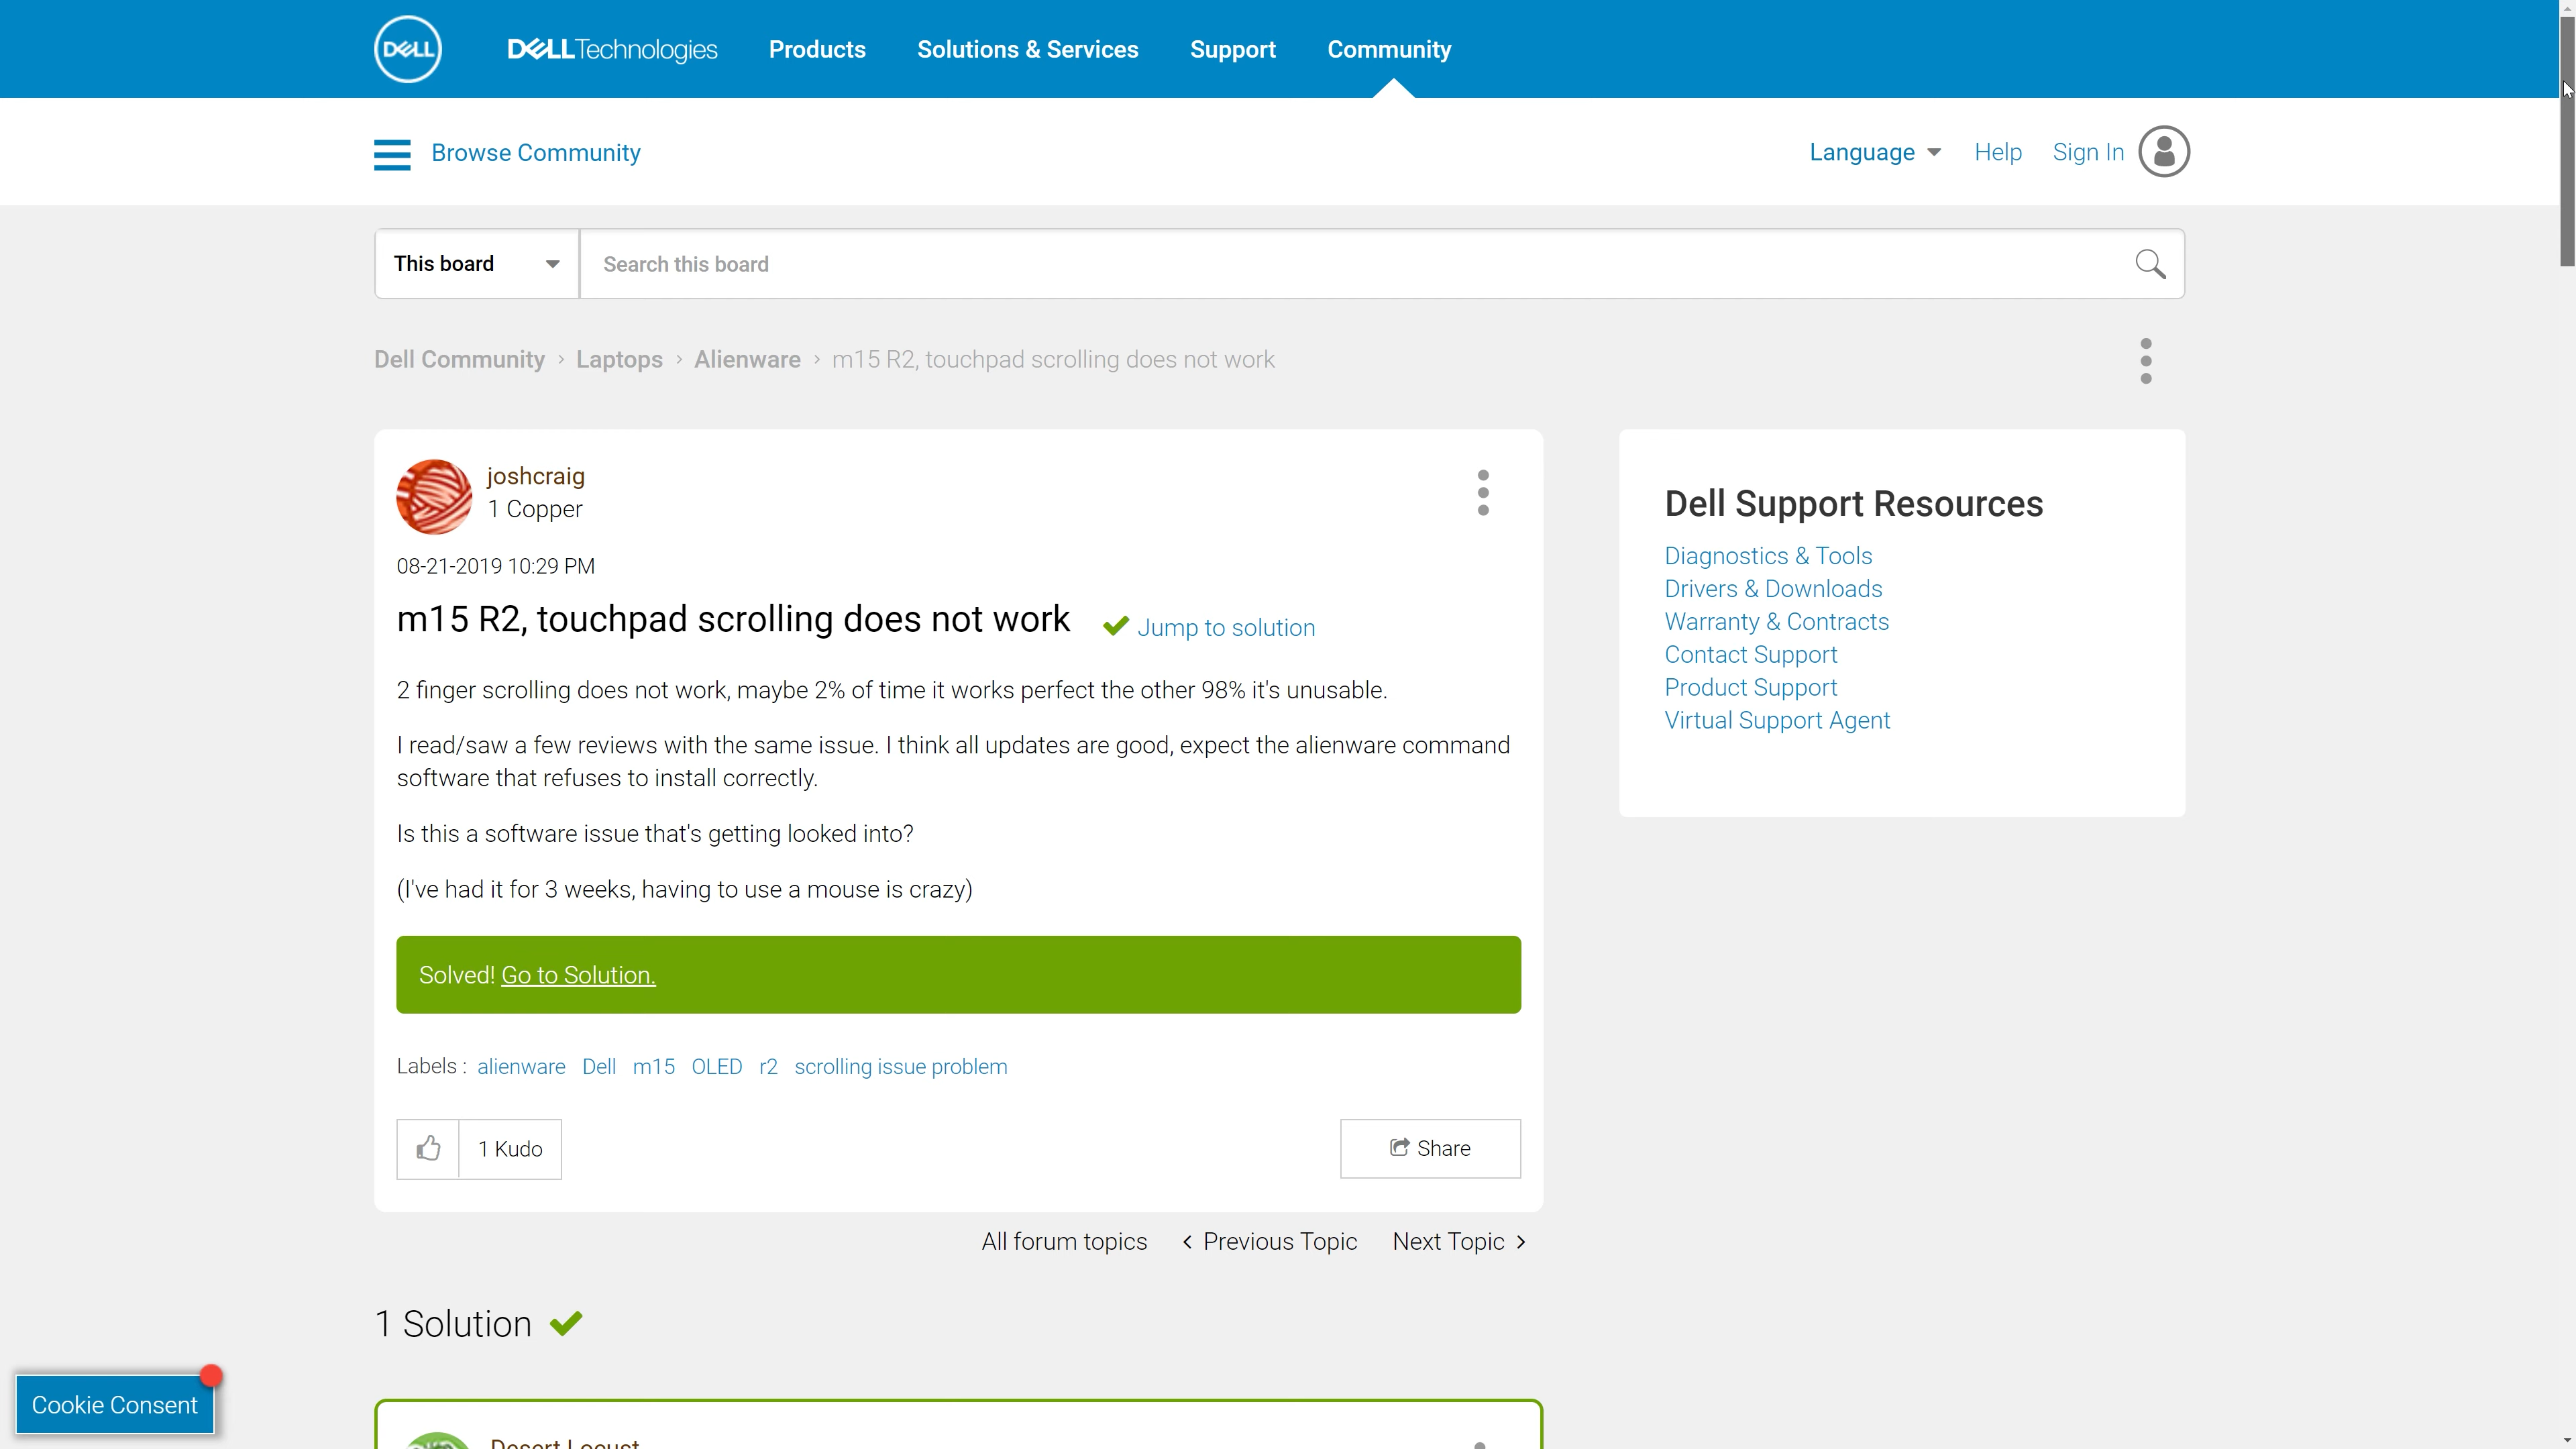 DELL
DELLTechnologies
Products
Solutions & Services
Support
Community
Browse Community
Language
Help
Sign In
This board
Search this board
Dell Community › Laptops › Alienware › m15 R2, touchpad scrolling does not work
joshcraig
1 Copper
08-21-2019 10:29 PM
m15 R2, touchpad scrolling does not work
Jump to solution
2 finger scrolling does not work, maybe 2% of time it works perfect the other 98% it's unusable.
I read/saw a few reviews with the same issue. I think all updates are good, expect the alienware command
software that refuses to install correctly.
Is this a software issue that's getting looked into?
(I've had it for 3 weeks, having to use a mouse is crazy)
Solved! Go to Solution.
Labels : alienware Dell m15 OLED r2 scrolling issue problem
1 Kudo
Share
All forum topics
Previous Topic
Next Topic
1 Solution
Desert Locust
Dell Support Resources
Diagnostics & Tools
Drivers & Downloads
Warranty & Contracts
Contact Support
Product Support
Virtual Support Agent
Cookie Consent